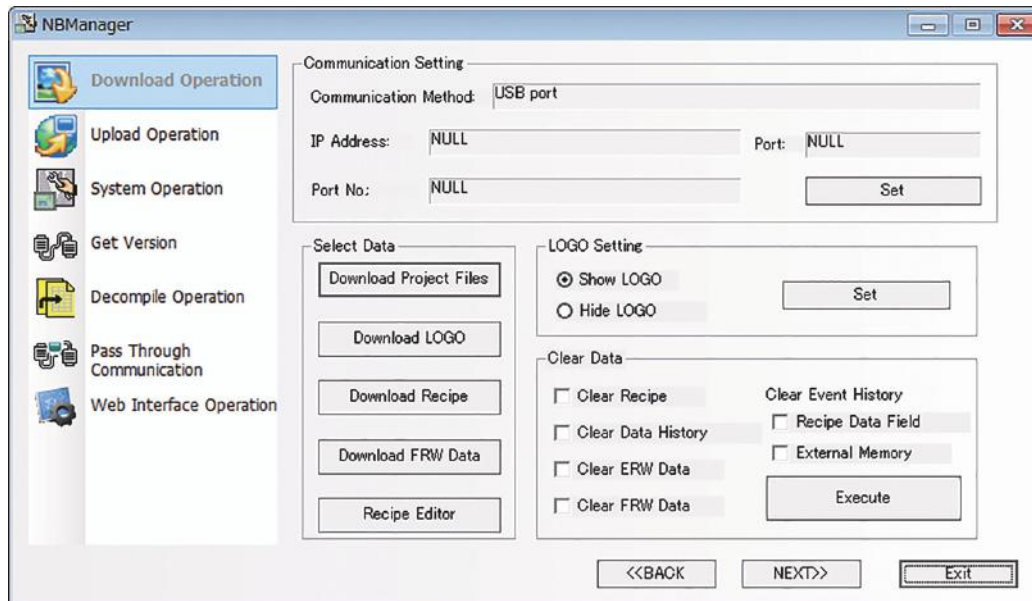 NBManager
Download Operation
Upload Operation
System Operation
Get Version
Decompile Operation
Pass Through
Communication
Web Interface Operation
Communication Setting
Communication Method: USB port
IP Address: NULL Port: NULL
Port No.: NULL Set
Select Data
Download Project Files
Download LOGO
Download Recipe
Download FRW Data
Recipe Editor
LOGO Setting
Show LOGO
Hide LOGO
Set
Clear Data
Clear Recipe
Clear Data History
Clear ERW Data
Clear FRW Data
Clear Event History
Recipe Data Field
External Memory
Execute
<<BACK NEXT>> Exit